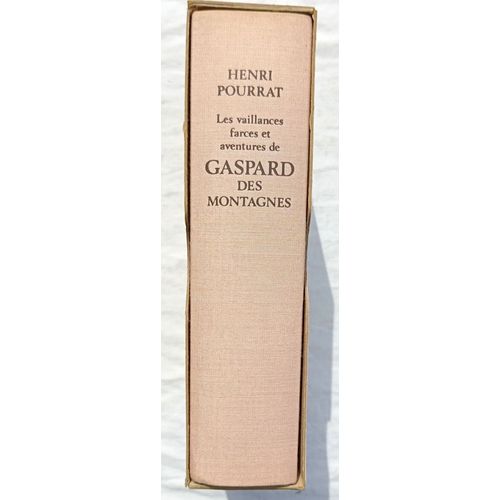 HENRI
POURRAT
Les vaillances
farces et
aventures de
GASPARD
DES
MONTAGNES